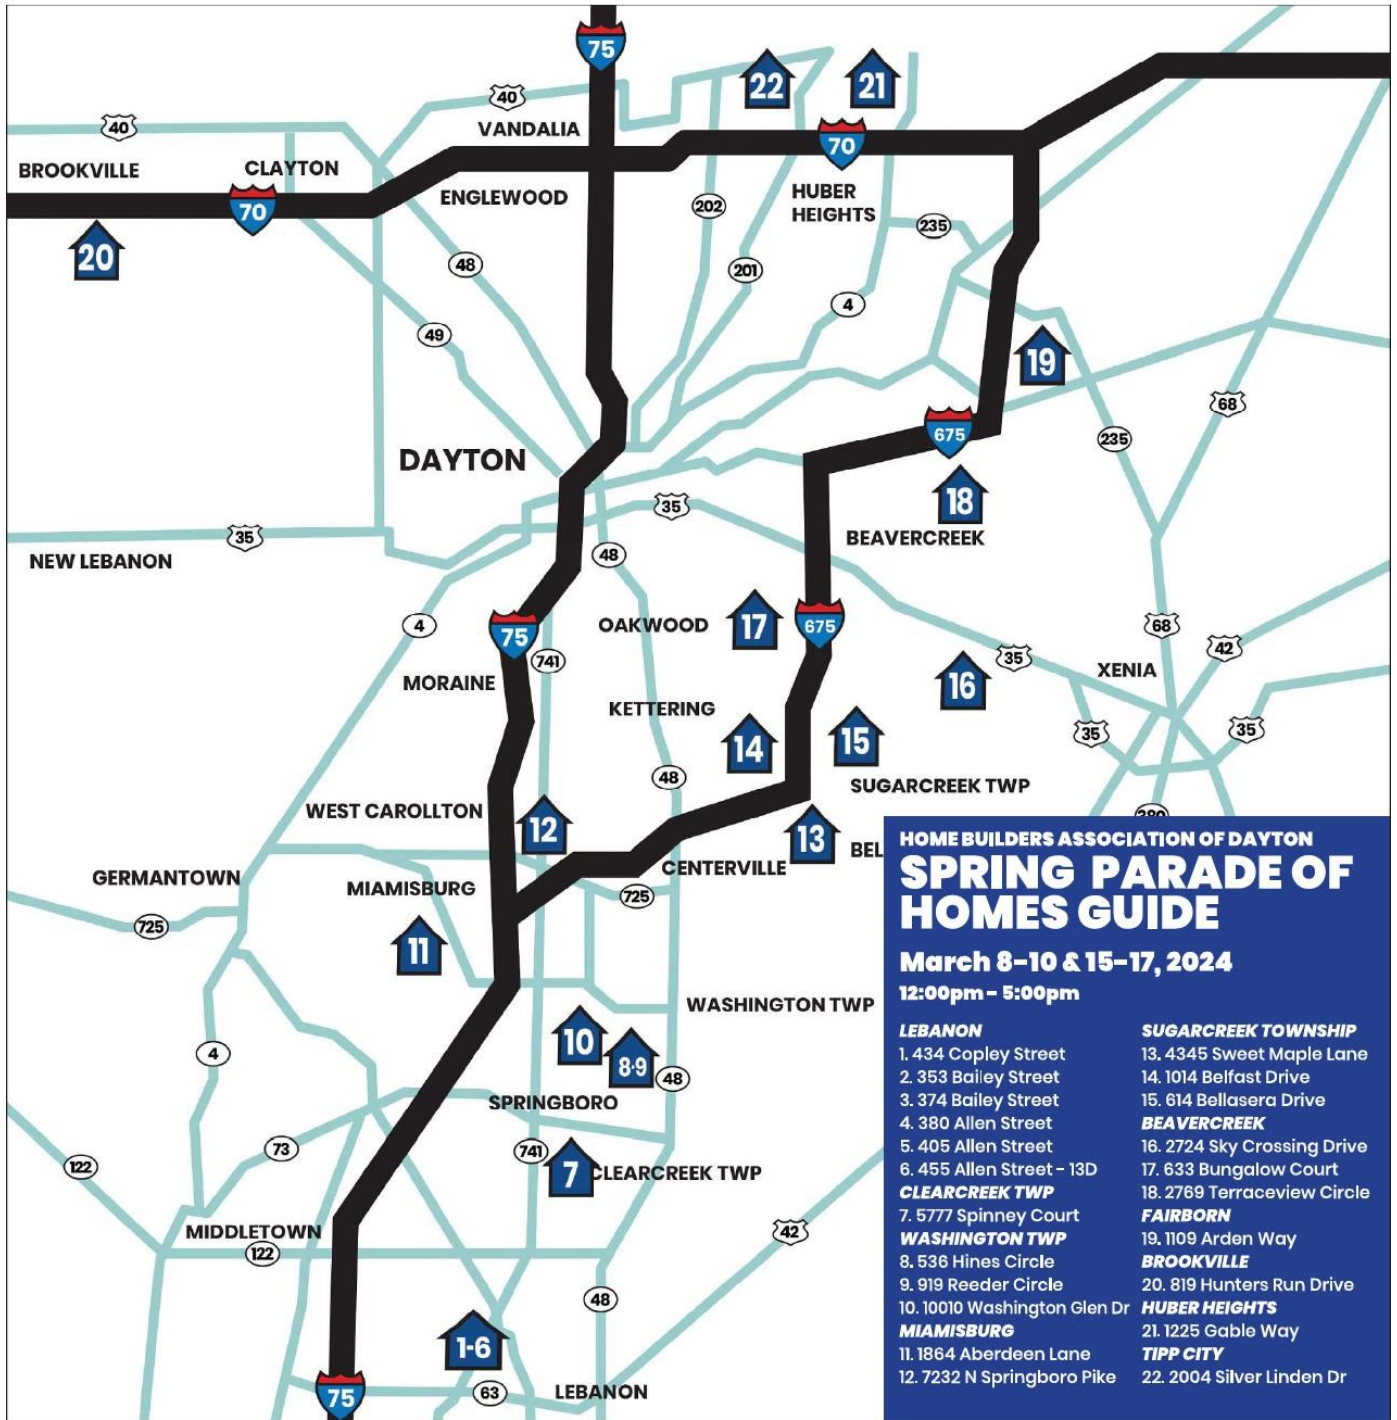 75
40
22
21
40
VANDALIA
70
BROOKVILLE
CLAYTON
ENGLEWOOD
HUBER
HEIGHTS
70
202
235
20
48
201
4
49
19
68
675
235
DAYTON
18
35
35
BEAVERCREEK
NEW LEBANON
48
4
75
OAKWOOD
17
675
68
42
741
35
XENIA
MORAINE
16
KETTERING
14
15
35
35
48
SUGARCREEK TWP
WEST CAROLLTON
12
13
BEL
CENTERVILLE
GERMANTOWN
MIAMISBURG
725
725
11
WASHINGTON TWP
10
8-9
4
48
SPRINGBORO
73
741
7
CLEARCREEK TWP
122
MIDDLETOWN
122
42
48
1-6
75
63
LEBANON
HOME BUILDERS ASSOCIATION OF DAYTON
SPRING PARADE OF
HOMES GUIDE
March 8-10 & 15-17, 2024
12:00pm - 5:00pm
LEBANON
1. 434 Copley Street
2. 353 Bailey Street
3. 374 Bailey Street
4. 380 Allen Street
5. 405 Allen Street
6. 455 Allen Street - 13D
CLEARCREEK TWP
7. 5777 Spinney Court
WASHINGTON TWP
8. 536 Hines Circle
9. 919 Reeder Circle
10. 10010 Washington Glen Dr
MIAMISBURG
11. 1864 Aberdeen Lane
12. 7232 N Springboro Pike
SUGARCREEK TOWNSHIP
13. 4345 Sweet Maple Lane
14. 1014 Belfast Drive
15. 614 Bellasera Drive
BEAVERCREEK
16. 2724 Sky Crossing Drive
17. 633 Bungalow Court
18. 2769 Terraceview Circle
FAIRBORN
19. 1109 Arden Way
BROOKVILLE
20. 819 Hunters Run Drive
HUBER HEIGHTS
21. 1225 Gable Way
TIPP CITY
22. 2004 Silver Linden Dr